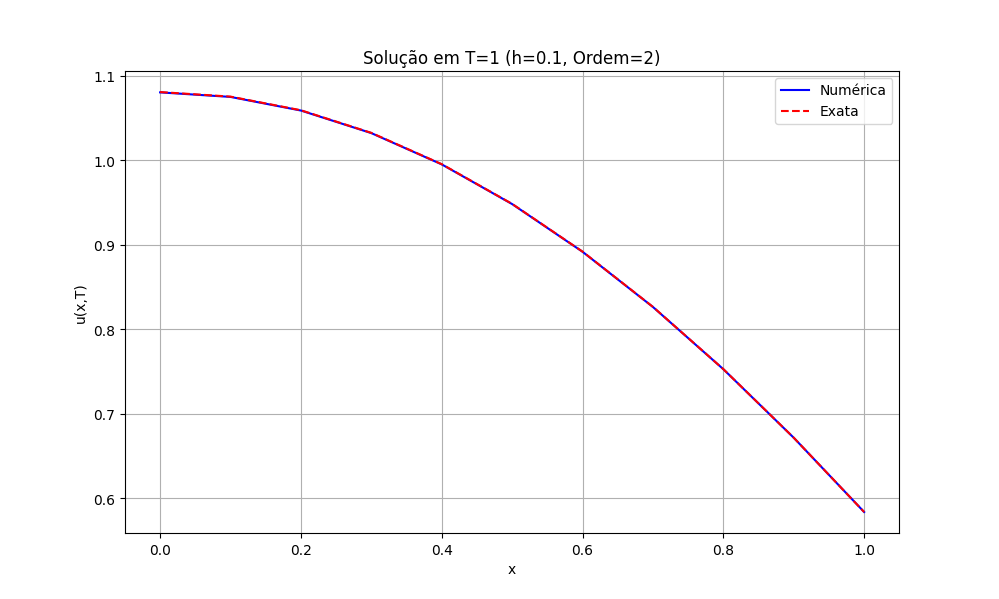 Solução em T=1 (h=0.1, Ordem=2)
Numérica
Exata
u(x,T)
1.1
1.0
0.9
0.8
0.7
0.6
0.0 0.2 0.4 0.6 0.8 1.0
x